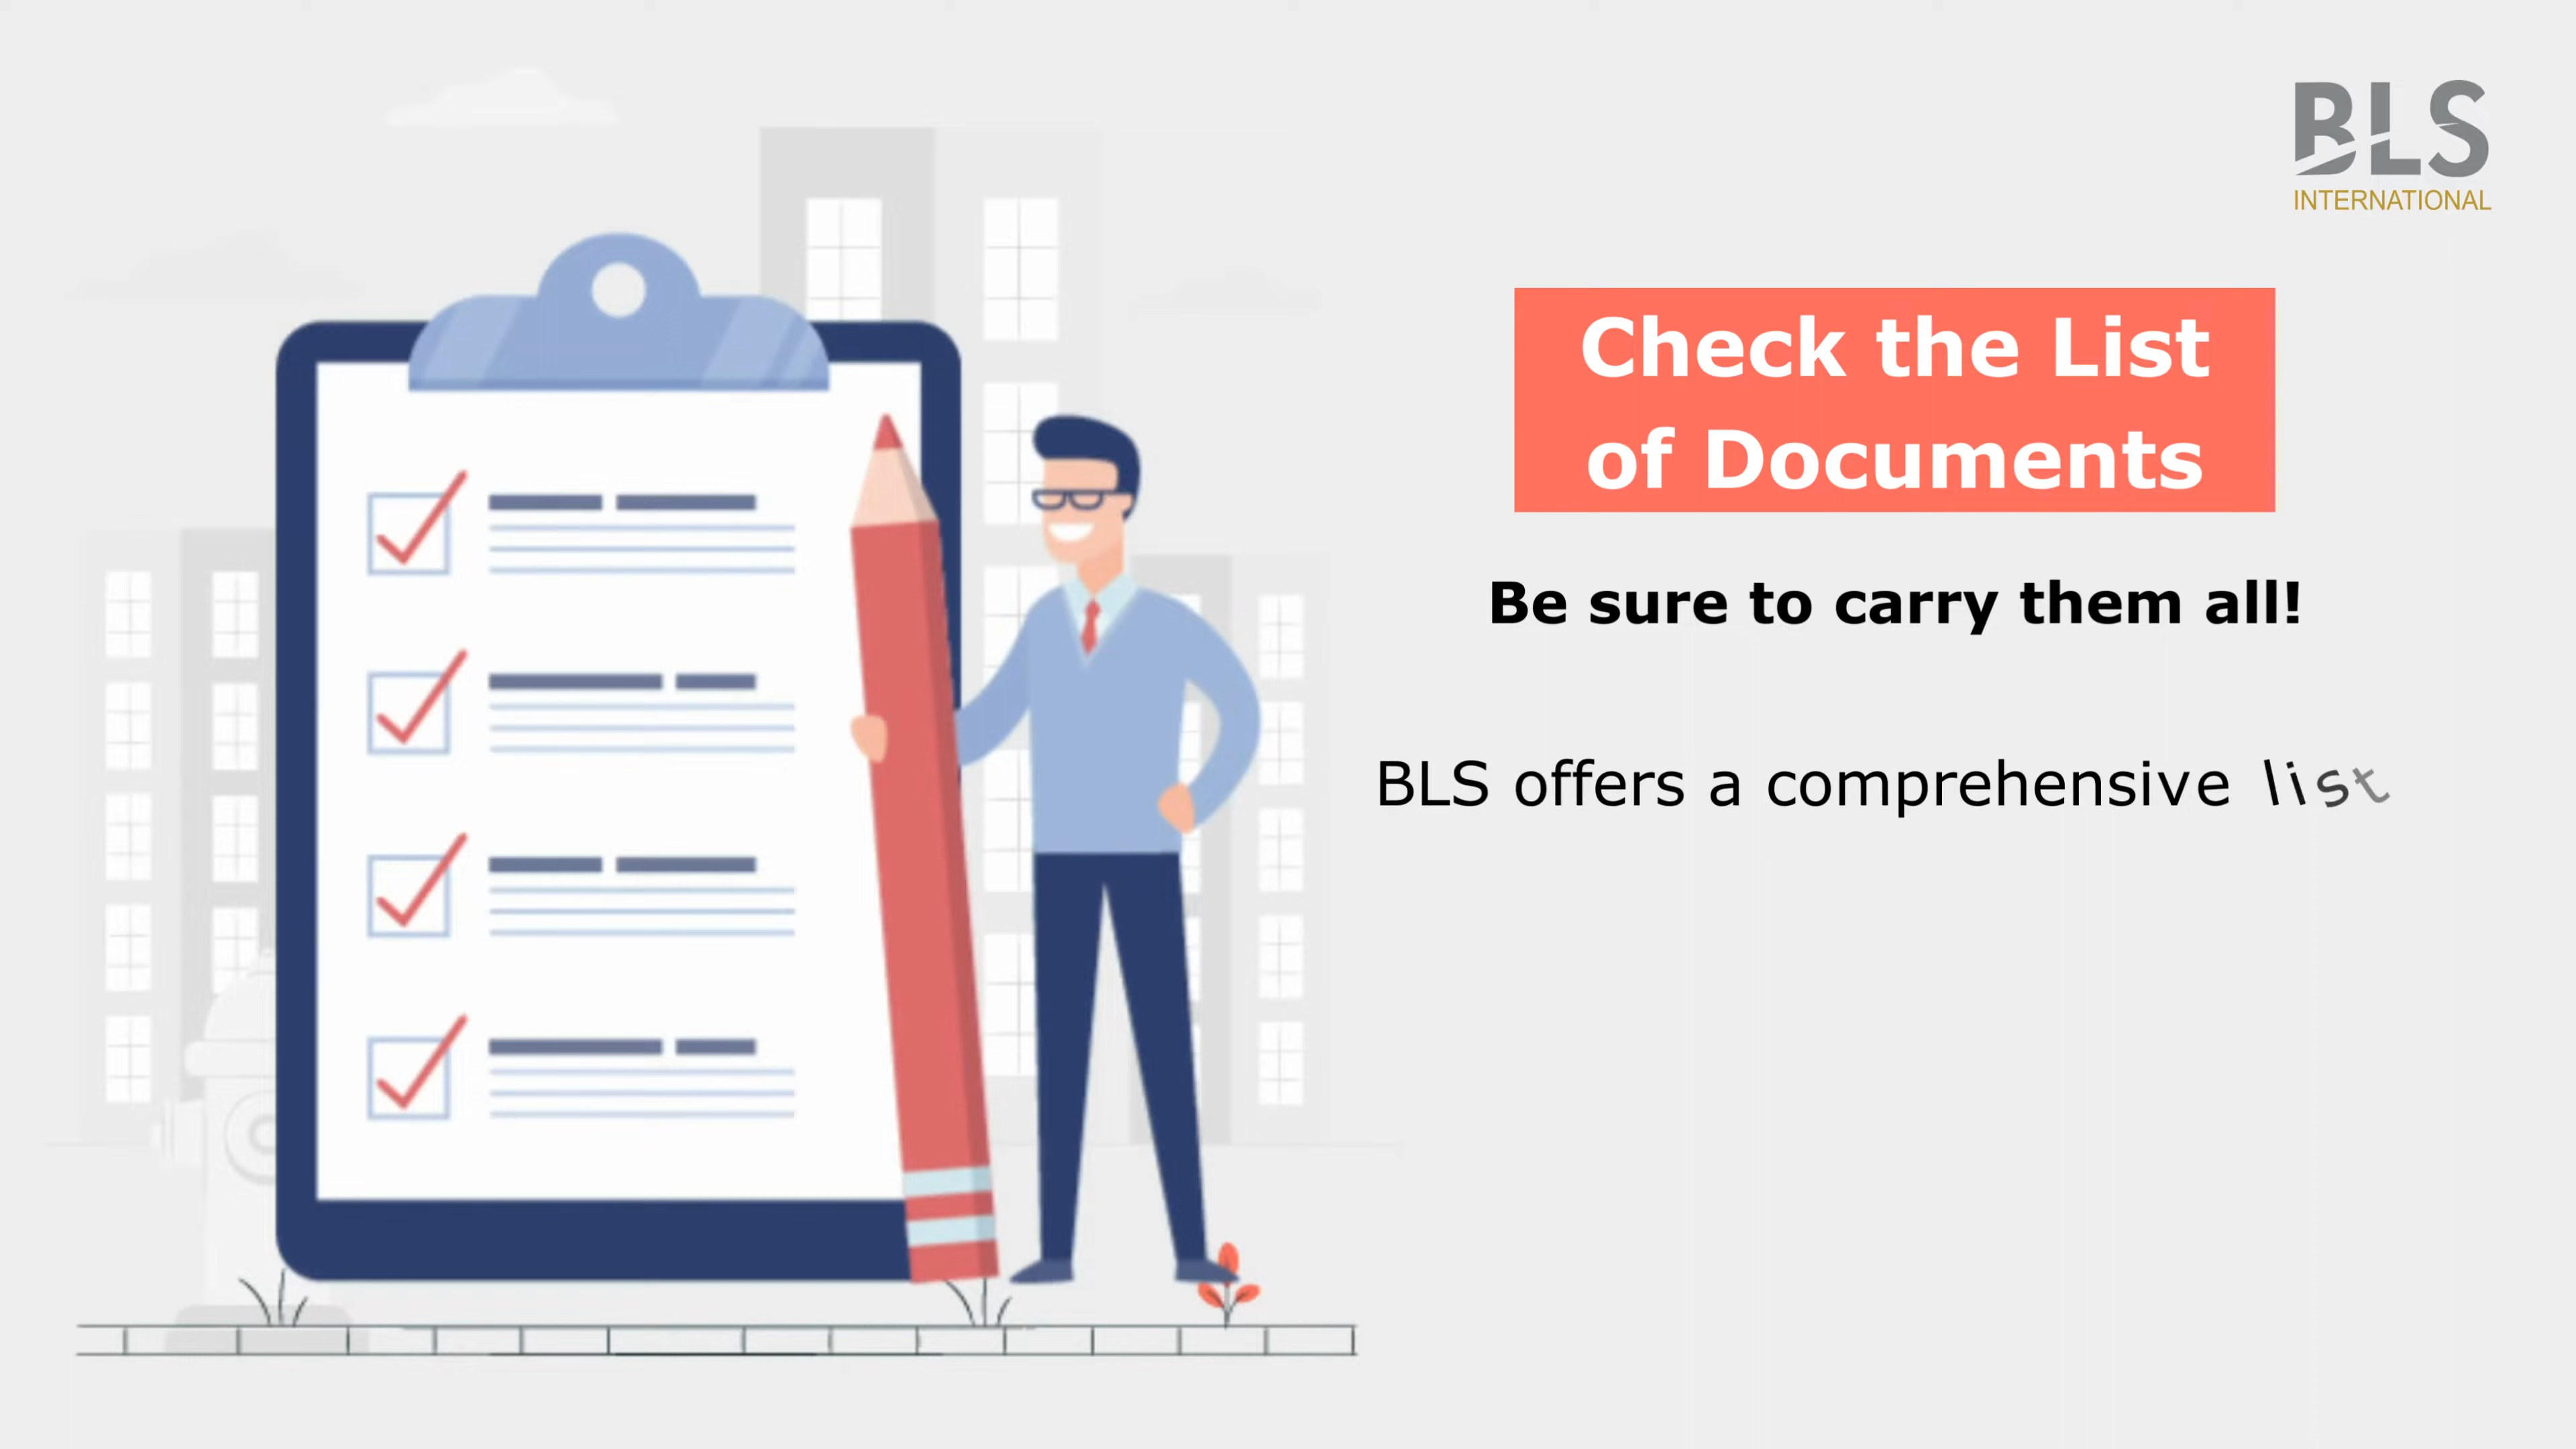 BLS
INTERNATIONAL
Check the List
of Documents
Be sure to carry them all!
BLS offers a comprehensive list